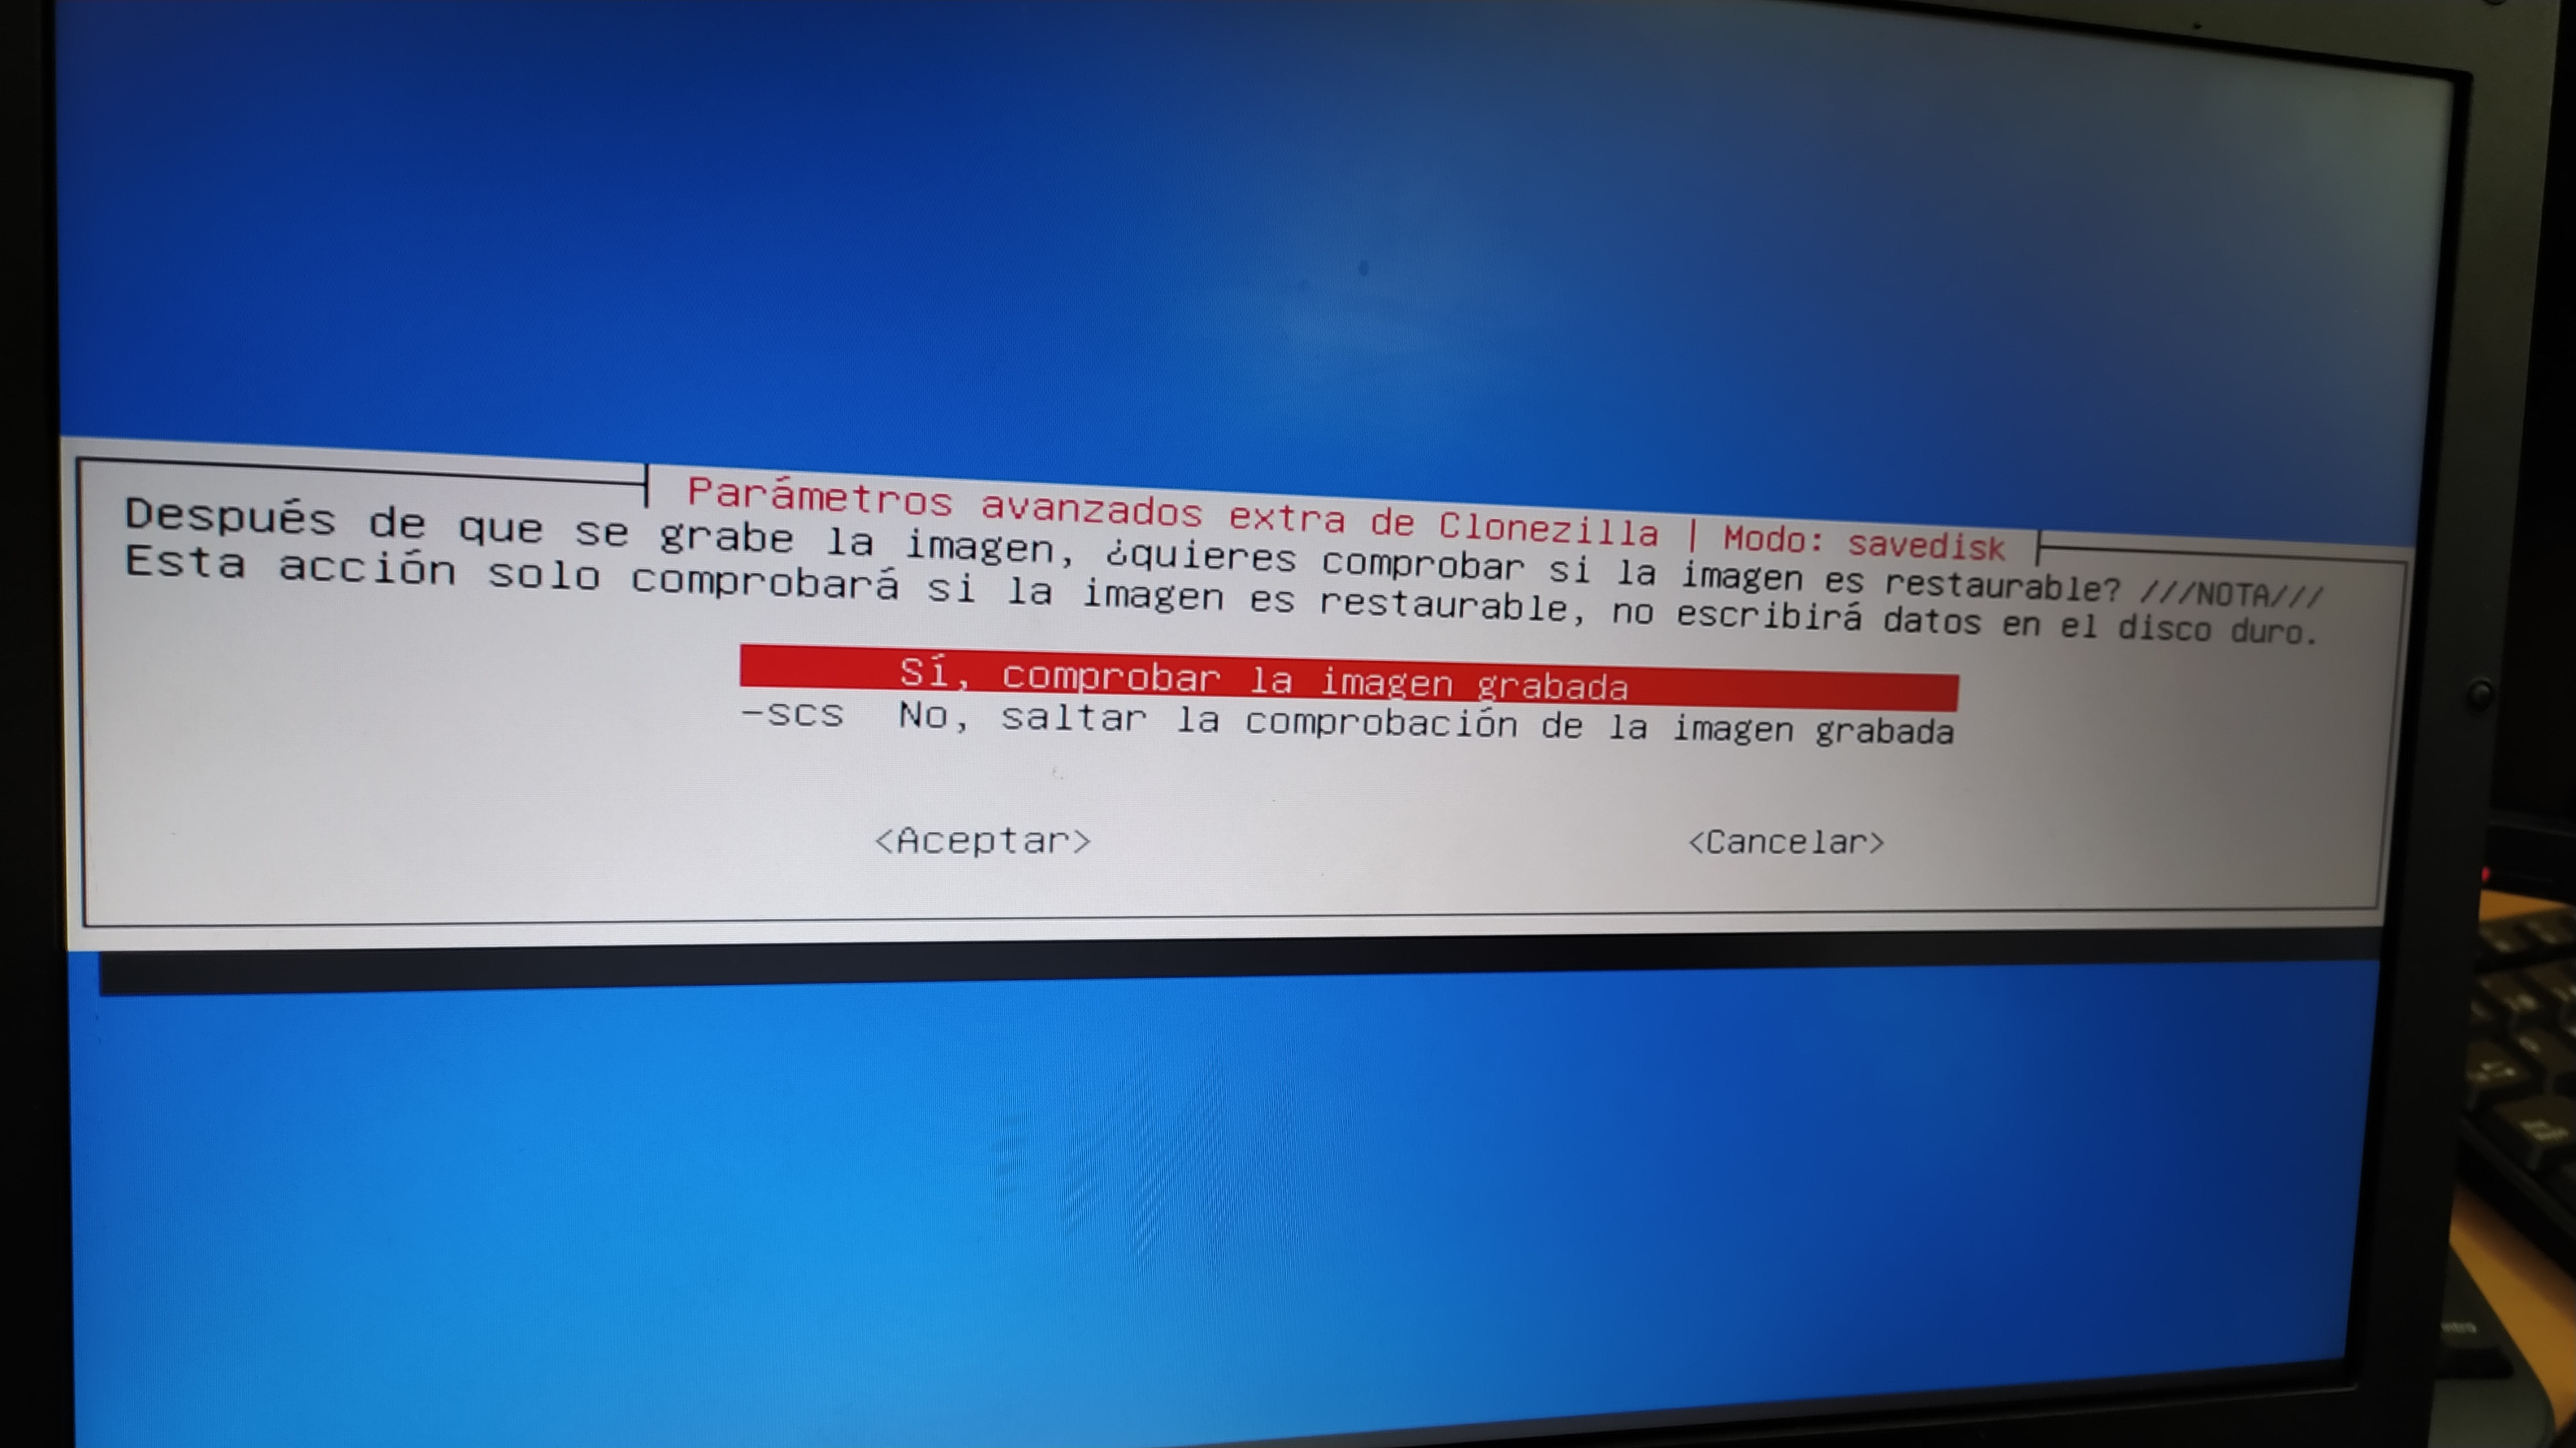 Parámetros avanzados extra de Clonezilla | Modo: savedisk
Después de que se grabe la imagen, ¿quieres comprobar si la imagen es restaurable? ///NOTA///
Esta acción solo comprobará si la imagen es restaurable, no escribirá datos en el disco duro.
Sí, comprobar la imagen grabada
-scs No, saltar la comprobación de la imagen grabada
<Aceptar> <Cancelar>